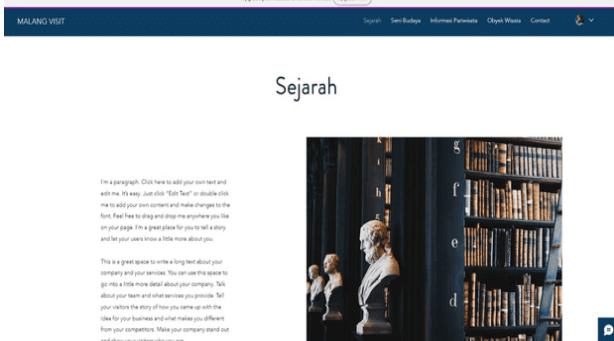 MALANG VISIT
Sejarah Seni Budaya Informasi Pariwisata Obyek Wisata Contact
Sejarah
I'm a paragraph. Click here to add your own text and
edit me. It's easy. Just click "Edit Text" or double click
me to add your own content and make changes to the
font. Feel free to drag and drop me anywhere you like
on your page. I'm a great place for you to tell a story
and let your users know a little more about you.
This is a great space to write a long text about your
company and your services. You can use this space to
go into a little more detail about your company. Talk
about your team and what services you provide. Tell
your visitors the story of how you came up with the
idea for your business and what makes you different
from your competitors. Make your company stand out
and show your visitors who you are.
k
i
h
g
f
e
d